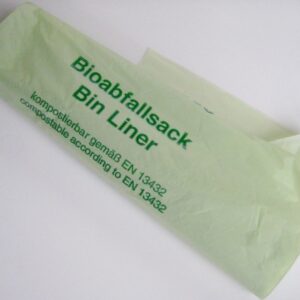 Bioabfallsack
Bin Liner
kompostierbar gemäß EN 13432
compostable according to EN 13432